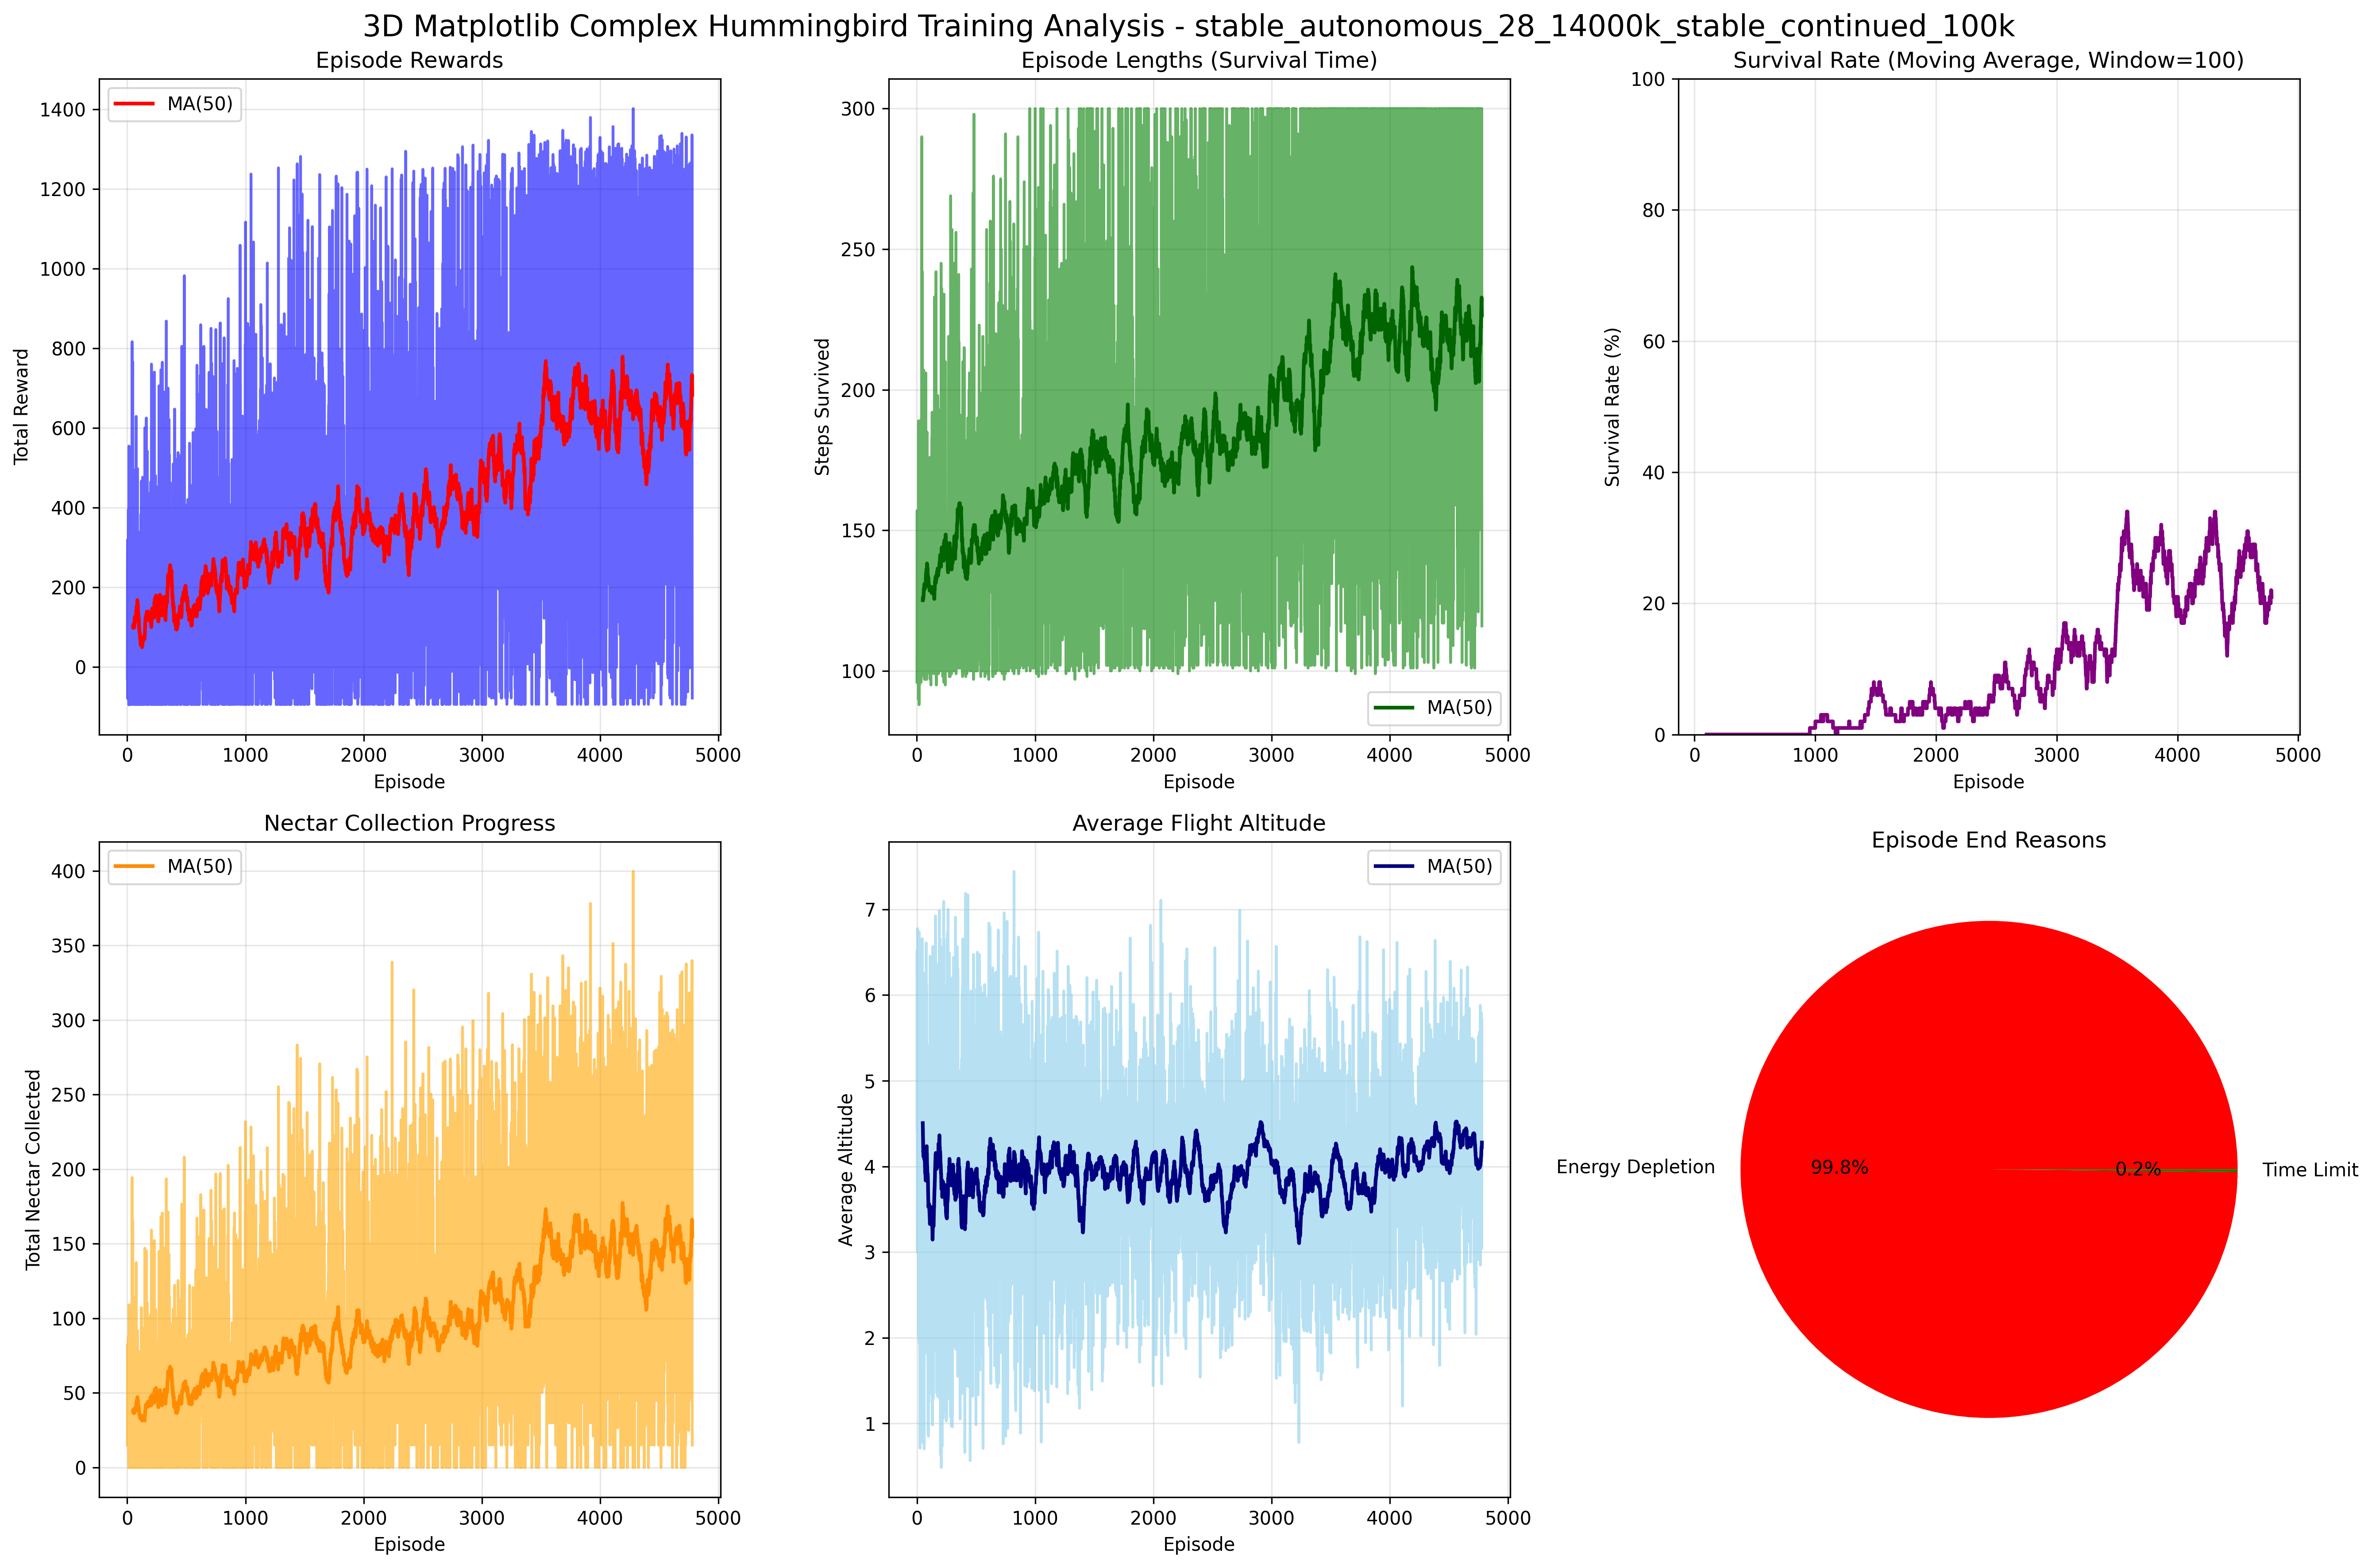 3D Matplotlib Complex Hummingbird Training Analysis - stable_autonomous_28_14000k_stable_continued_100k
Episode Rewards
MA(50)
Total Reward
1400
1200
1000
800
600
400
200
0
0 1000 2000 3000 4000 5000
Episode
Episode Lengths (Survival Time)
Steps Survived
300
250
200
150
100
MA(50)
0 1000 2000 3000 4000 5000
Episode
Survival Rate (Moving Average, Window=100)
Survival Rate (%)
100
80
60
40
20
0
0 1000 2000 3000 4000 5000
Episode
Nectar Collection Progress
MA(50)
Total Nectar Collected
400
350
300
250
200
150
100
50
0
0 1000 2000 3000 4000 5000
Episode
Average Flight Altitude
MA(50)
Average Altitude
7
6
5
4
3
2
1
0 1000 2000 3000 4000 5000
Episode
Episode End Reasons
Energy Depletion
99.8%
0.2%
Time Limit